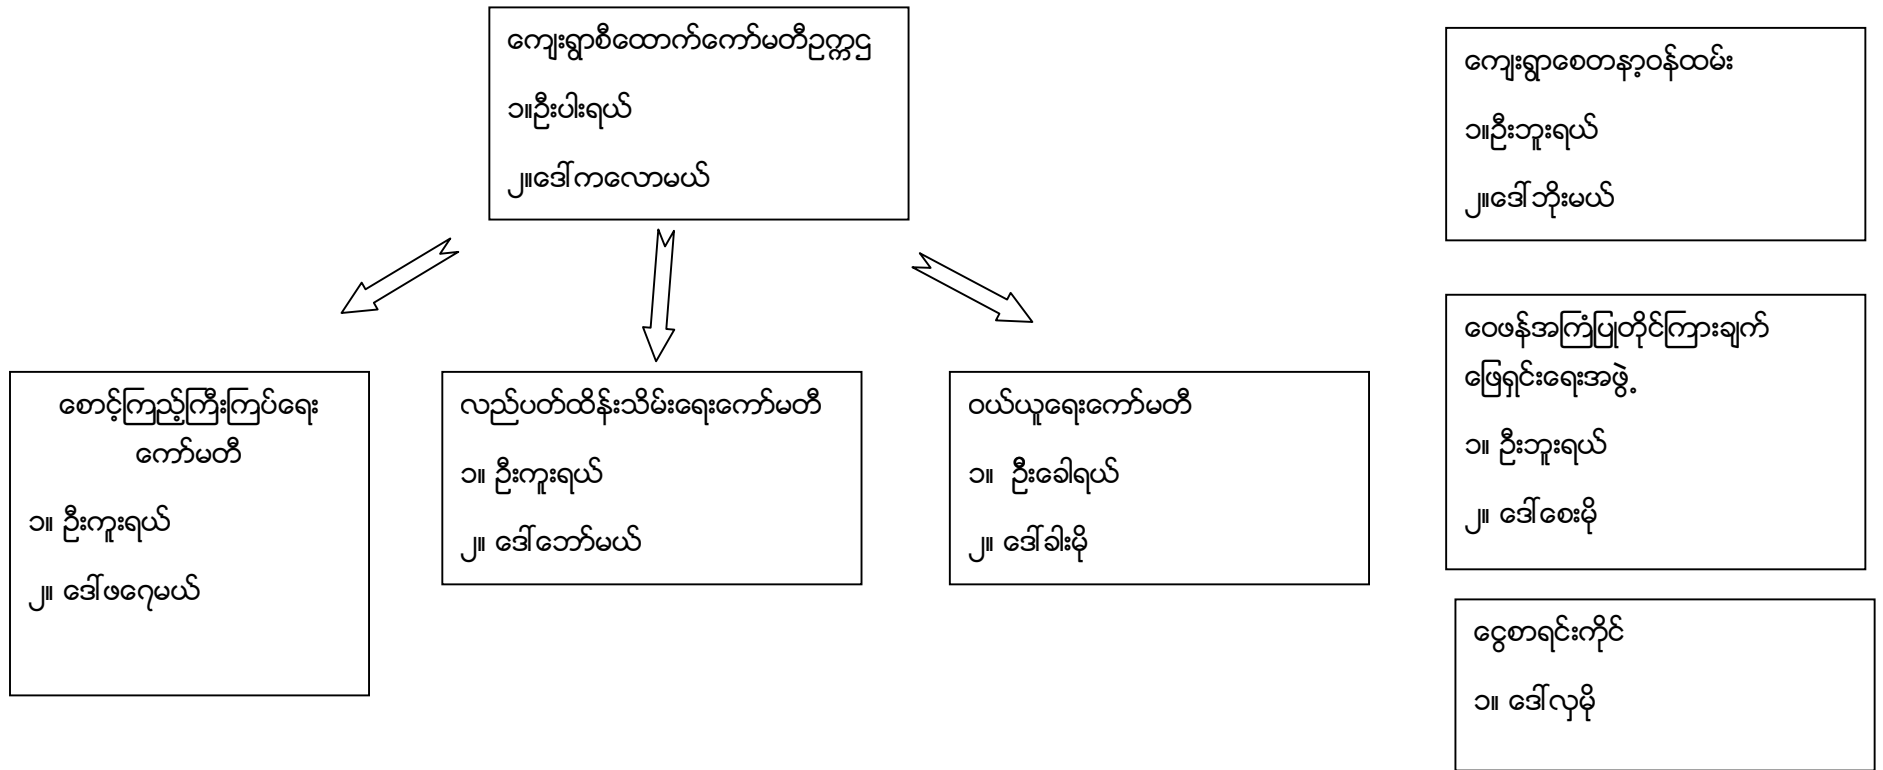 ကျေးရွာစီထောက်ကော်မတီဥက္ကဌ
၁။ဦးပါးရယ်
၂။ဒေါ်ကလောမယ်
စောင့်ကြည့်ကြီးကြပ်ရေး
ကော်မတီ
၁။ ဦးကူးရယ်
၂။ ဒေါ်ဖဂေမယ်
လည်ပတ်ထိန်းသိမ်းရေးကော်မတီ
၁။ ဦးကူးရယ်
၂။ ဒေါ်ဘော်မယ်
ဝယ်ယူရေးကော်မတီ
၁။ ဦးခေါရယ်
၂။ ဒေါ်ခါးမို
ကျေးရွာစေတနာ့ဝန်ထမ်း
၁။ဦးဘူးရယ်
၂။ဒေါ်ဘိုးမယ်
ဝေဖန်အကြံပြုတိုင်ကြားချက်
ဖြေရှင်းရေးအဖွဲ့
၁။ ဦးဘူးရယ်
၂။ ဒေါ်စေးမို
ငွေစာရင်းကိုင်
၁။ ဒေါ်လှမို